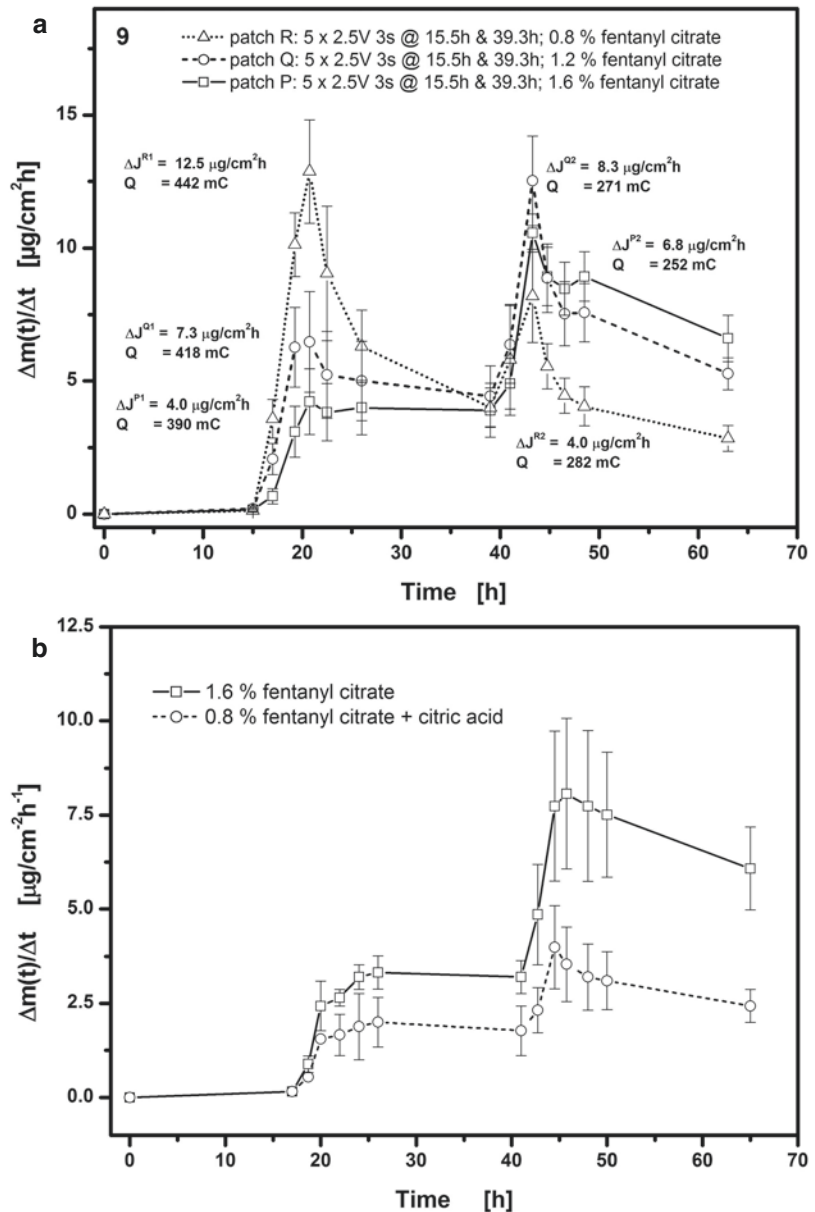 a
9
patch R: 5 x 2.5V 3s @ 15.5h & 39.3h; 0.8 % fentanyl citrate
patch Q: 5 x 2.5V 3s @ 15.5h & 39.3h; 1.2 % fentanyl citrate
patch P: 5 x 2.5V 3s @ 15.5h & 39.3h; 1.6 % fentanyl citrate
Δm(t)/Δt [µg/cm²h]
15
10
5
0
ΔJ^R1 = 12.5 µg/cm²h
Q = 442 mC
ΔJ^Q1 = 7.3 µg/cm²h
Q = 418 mC
ΔJ^P1 = 4.0 µg/cm²h
Q = 390 mC
ΔJ^Q2 = 8.3 µg/cm²h
Q = 271 mC
ΔJ^P2 = 6.8 µg/cm²h
Q = 252 mC
ΔJ^R2 = 4.0 µg/cm²h
Q = 282 mC
0 10 20 30 40 50 60 70
Time [h]
b
1.6 % fentanyl citrate
0.8 % fentanyl citrate + citric acid
Δm(t)/Δt [µg/cm⁻²h⁻¹]
12.5
10.0
7.5
5.0
2.5
0.0
0 10 20 30 40 50 60 70
Time [h]